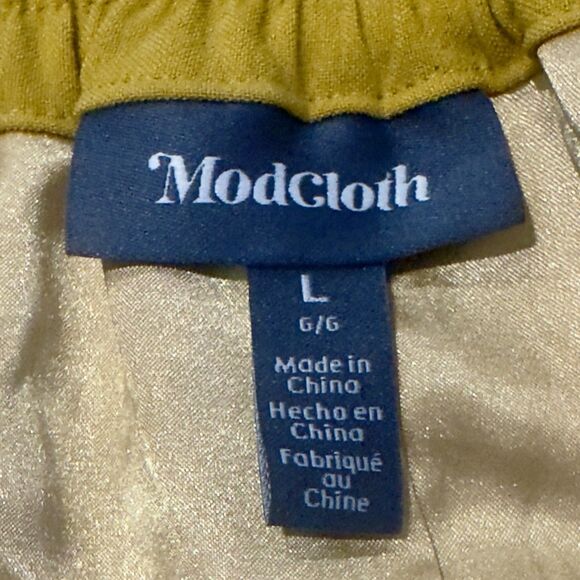 ModCloth
L
G/G
Made in
China
Hecho en
China
Fabriqué
au
Chine